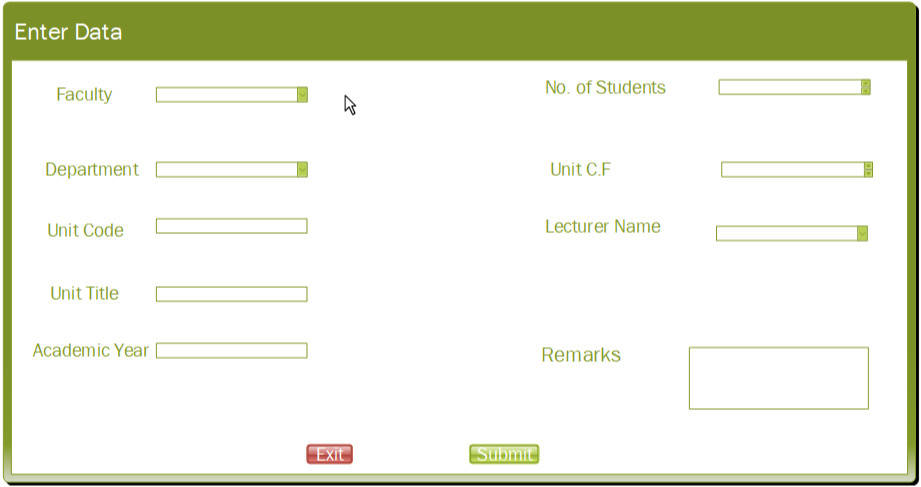 Enter Data
Faculty
No. of Students
Department
Unit C.F
Unit Code
Lecturer Name
Unit Title
Academic Year
Remarks
Exit
Submit